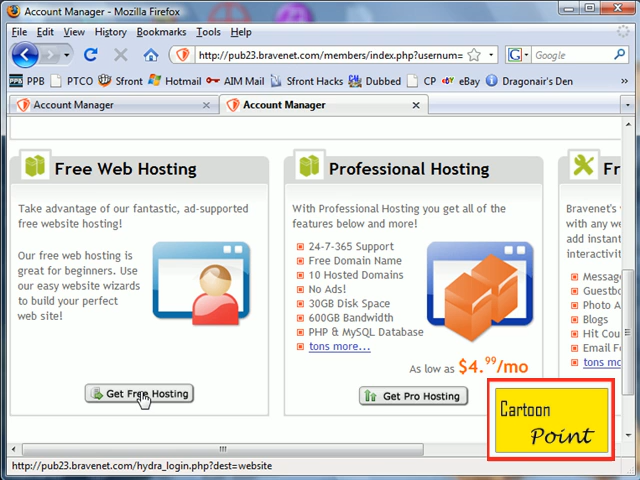 Account Manager - Mozilla Firefox
File Edit View History Bookmarks Tools Help
http://pub23.bravenet.com/members/index.php?usernum=
G Google
PPB PTCO Sfront Hotmail AIM Mail Sfront Hacks Dubbed CP eBay Dragonair's Den
Account Manager
Account Manager
Free Web Hosting
Take advantage of our fantastic, ad-supported
free website hosting!
Our free web hosting is
great for beginners. Use
our easy website wizards
to build your perfect
web site!
Get Free Hosting
Professional Hosting
With Professional Hosting you get all of the
features below and more!
24-7-365 Support
Free Domain Name
10 Hosted Domains
No Ads!
30GB Disk Space
600GB Bandwidth
PHP & MySQL Database
tons more...
As low as $4.99/mo
Get Pro Hosting
Fr
Bravenet's
with any we
add instant
interactivit
Message
Guestbo
Photo A
Blogs
Hit Cou
Email F
tons mo
Cartoon
Point
http://pub23.bravenet.com/hydra_login.php?dest=website